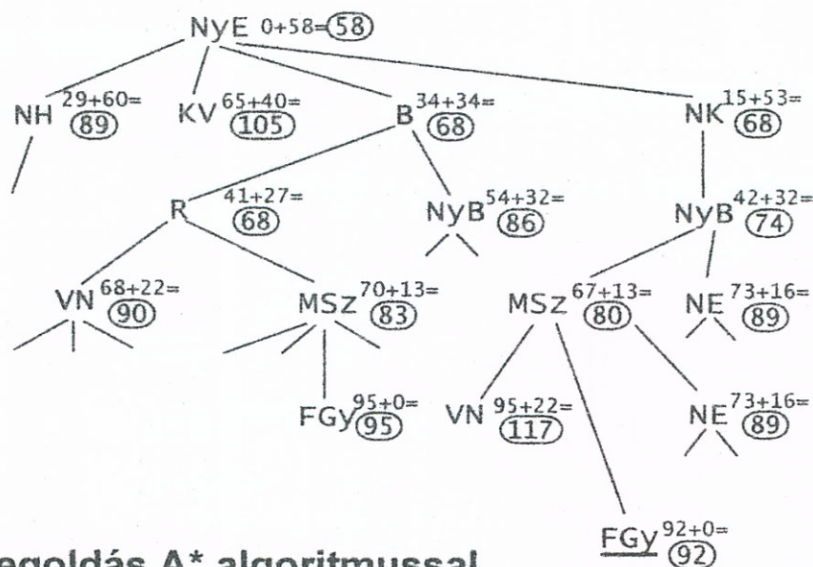 NyE 0+58= 58
NH 29+60= 89
KV 65+40= 105
B 34+34= 68
NK 15+53= 68
R 41+27= 68
NyB 54+32= 86
NyB 42+32= 74
VN 68+22= 90
MSz 70+13= 83
MSz 67+13= 80
NE 73+16= 89
FGy 95+0= 95
VN 95+22= 117
NE 73+16= 89
FGy 92+0= 92
egoldás A* algoritmussal